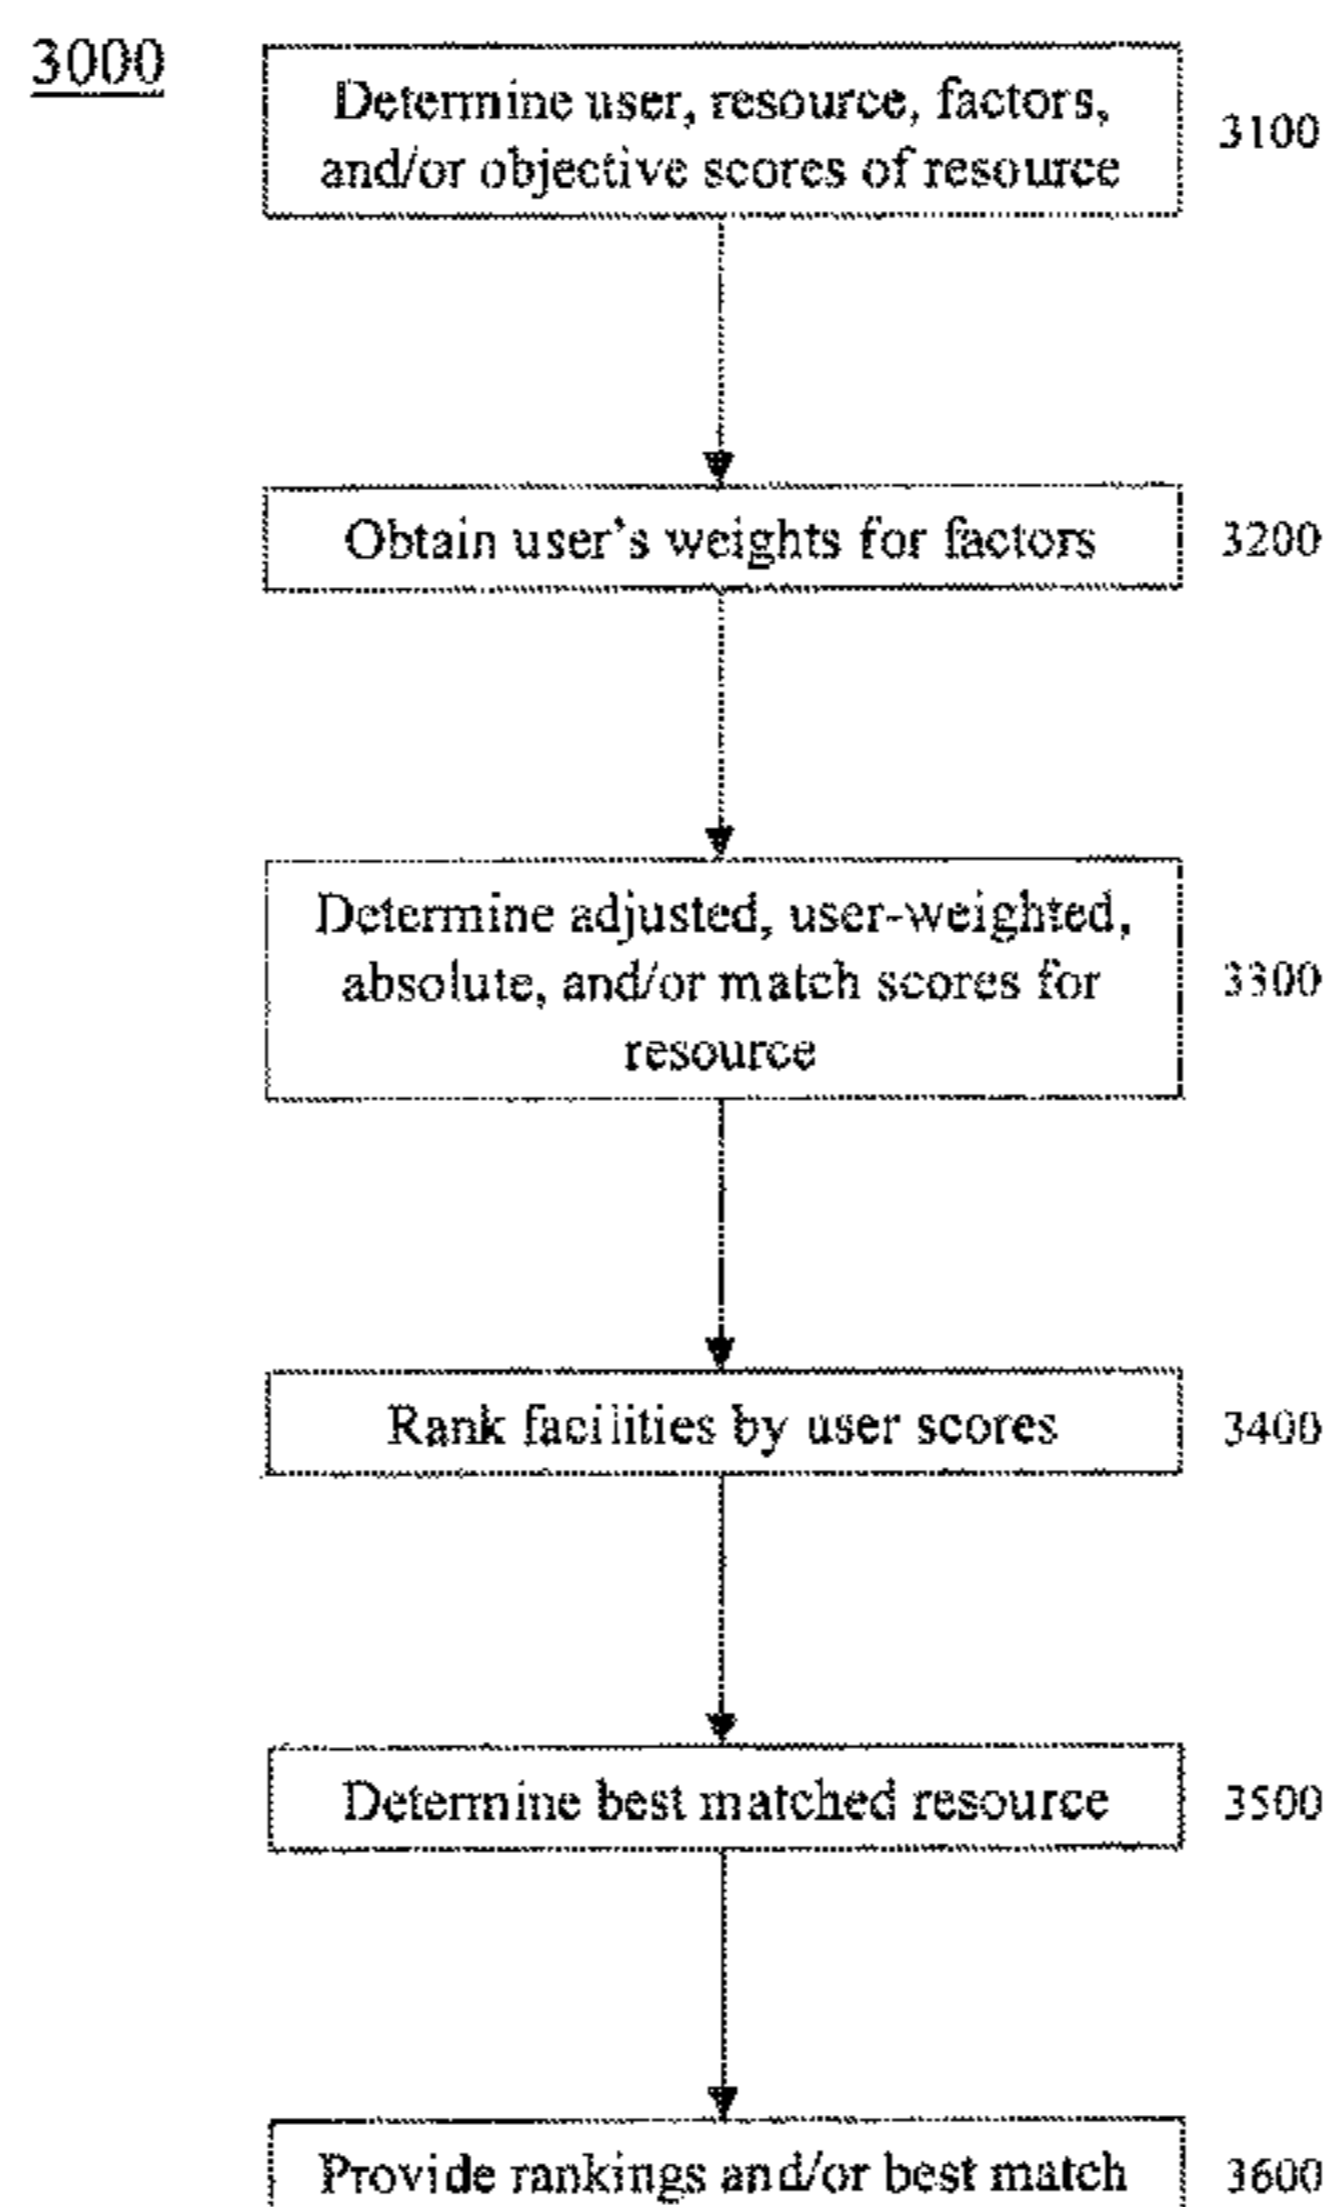 3000
Determine user, resource, factors,
and/or objective scores of resource
3100
Obtain user's weights for factors
3200
Determine adjusted, user-weighted,
absolute, and/or match scores for
resource
3300
Rank facilities by user scores
3400
Determine best matched resource
3500
Provide rankings and/or best match
3600